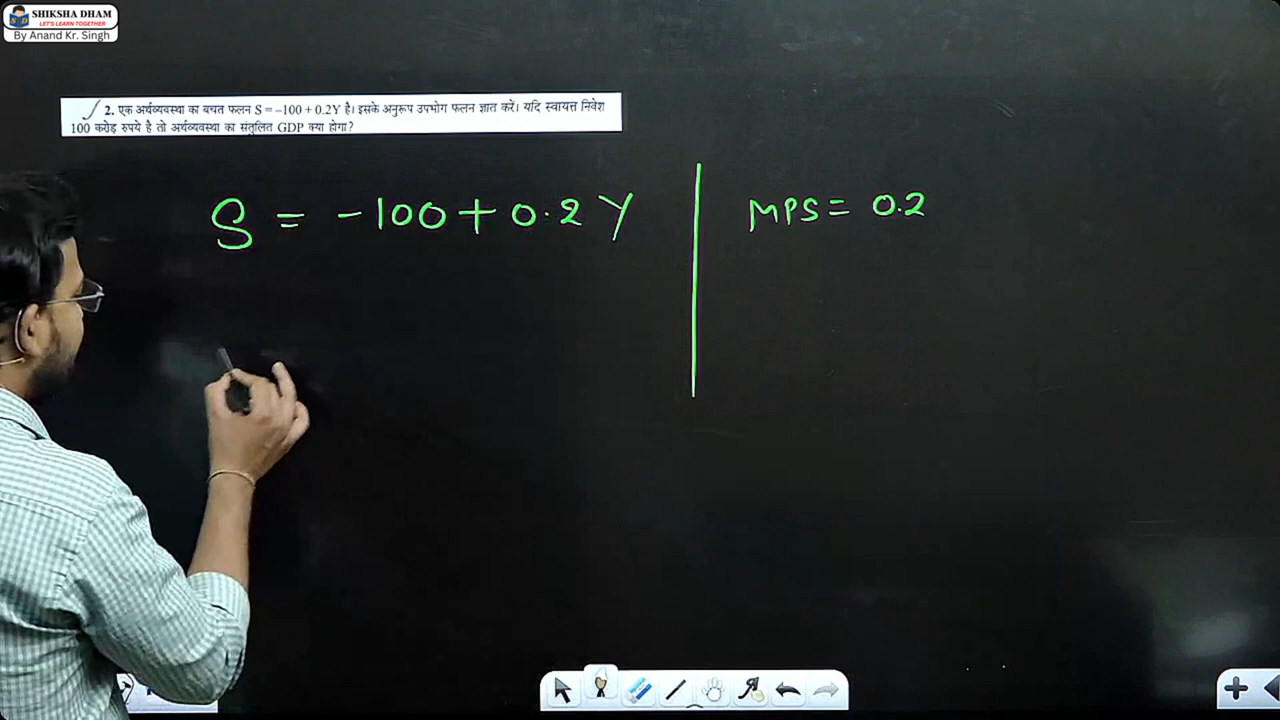 SHIKSHA DHAM
LET'S LEARN TOGETHER
By Anand Kr. Singh
2. एक अर्थव्यवस्था का बचत फलन S = –100 + 0.2Y है। इसके अनुरूप उपभोग फलन ज्ञात करें। यदि स्वायत्त निवेश
100 करोड़ रुपये है तो अर्थव्यवस्था का संतुलित GDP क्या होगा?
S = -100 + 0.2 Y
MPS = 0.2